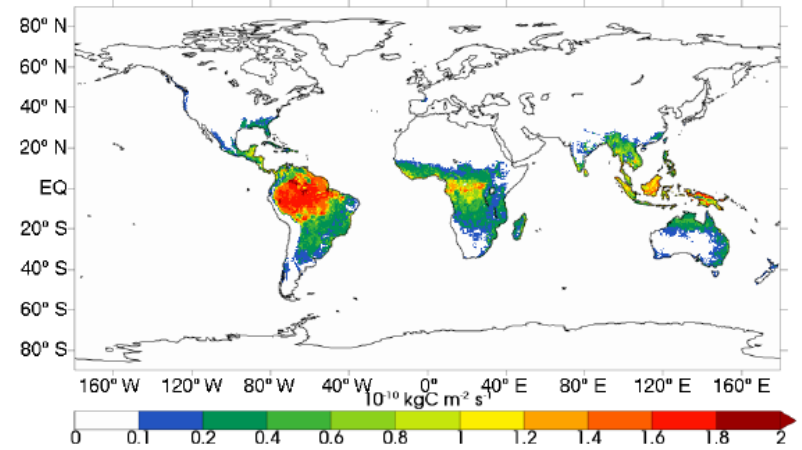 80° N
60° N
40° N
20° N
EQ
20° S
40° S
60° S
80° S
160° W 120° W 80° W 40° W 0° 40° E 80° E 120° E 160° E
10⁻¹⁰ kgC m⁻² s⁻¹
0 0.1 0.2 0.4 0.6 0.8 1 1.2 1.4 1.6 1.8 2